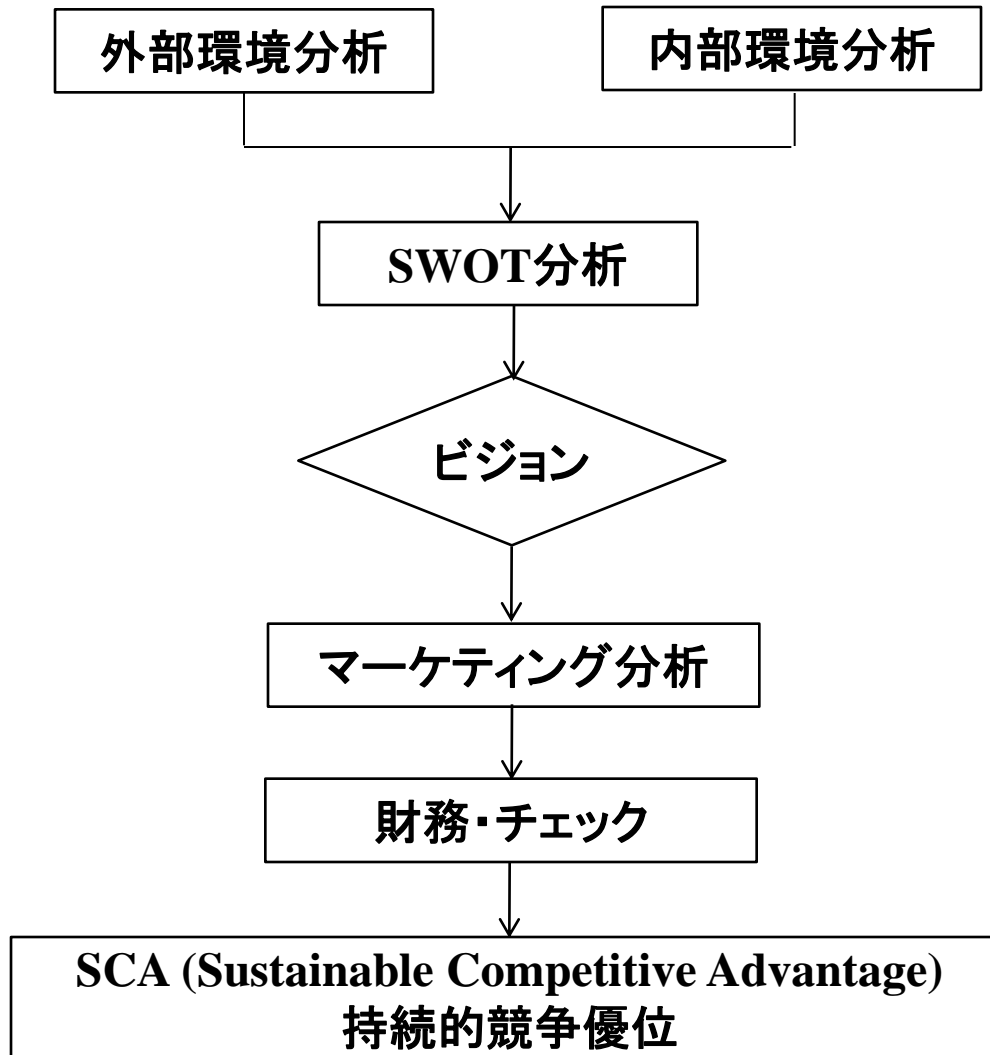 外部環境分析
内部環境分析
SWOT分析
ビジョン
マーケティング分析
財務・チェック
SCA (Sustainable Competitive Advantage)
持続的競争優位